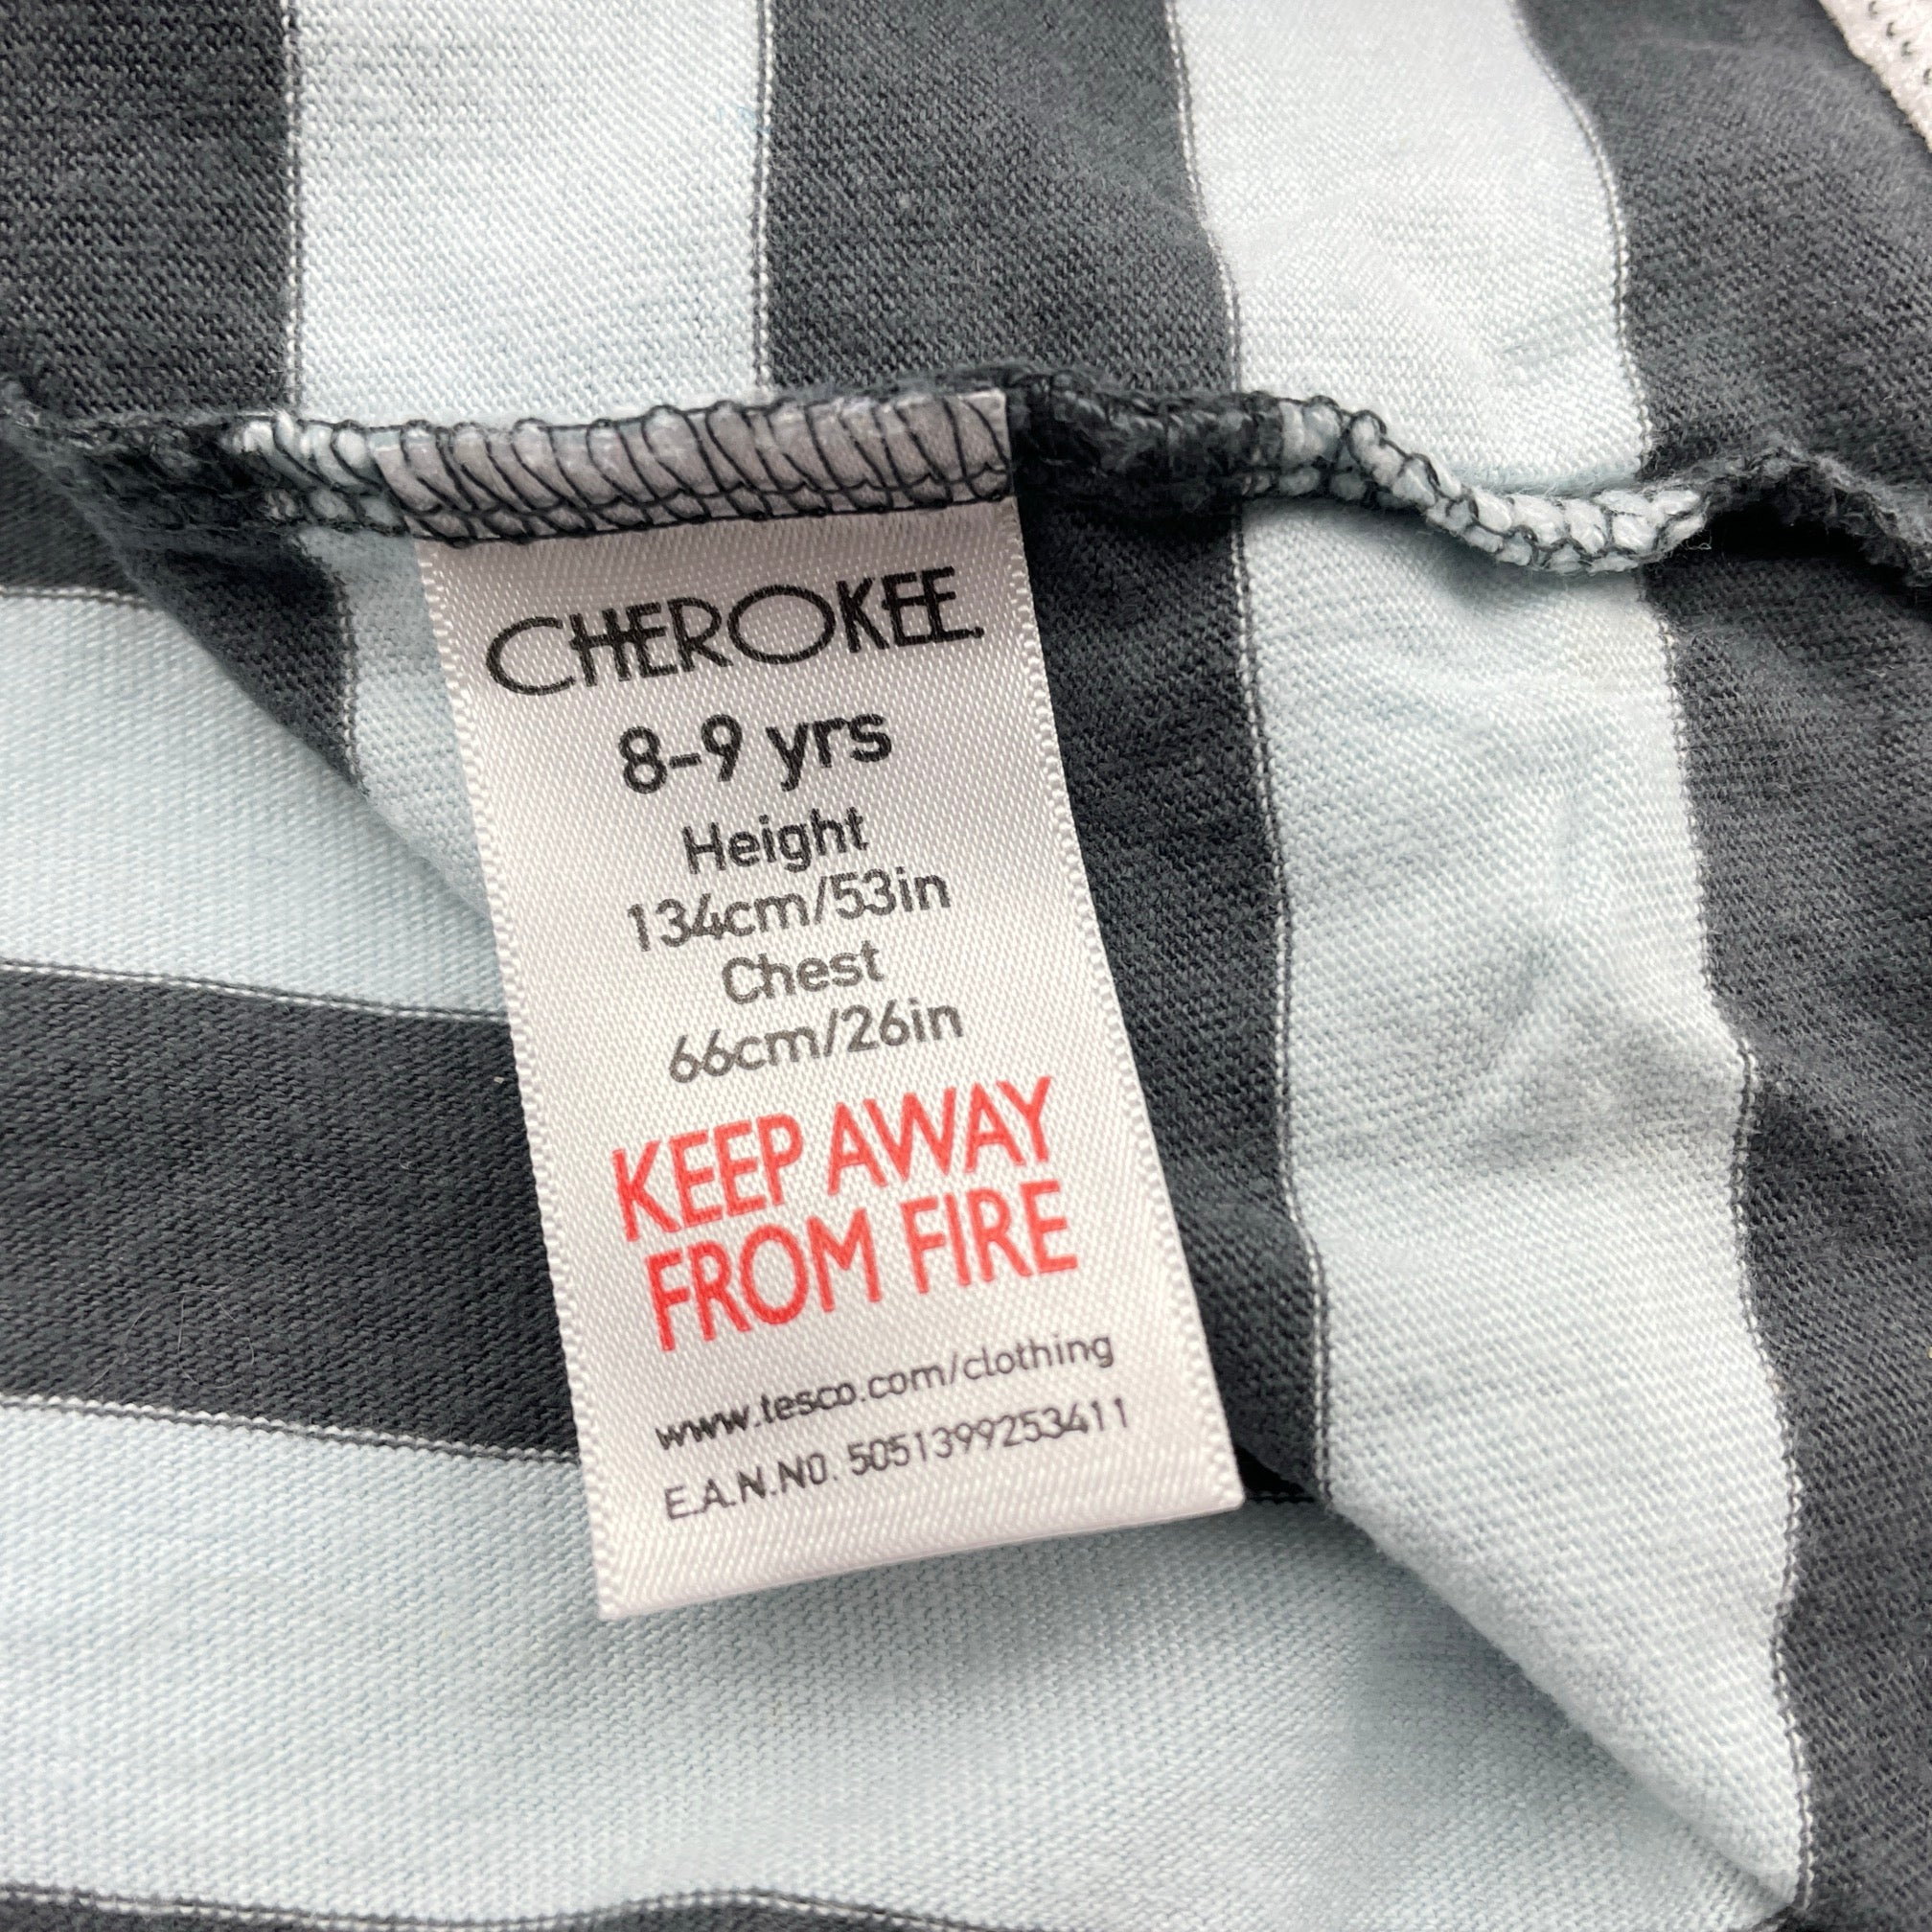 CHEROKEE.
8-9 yrs
Height
134cm/53in
Chest
66cm/26in
KEEP AWAY
FROM FIRE
www.tesco.com/clothing
E.A.N.NO. 5051399253411